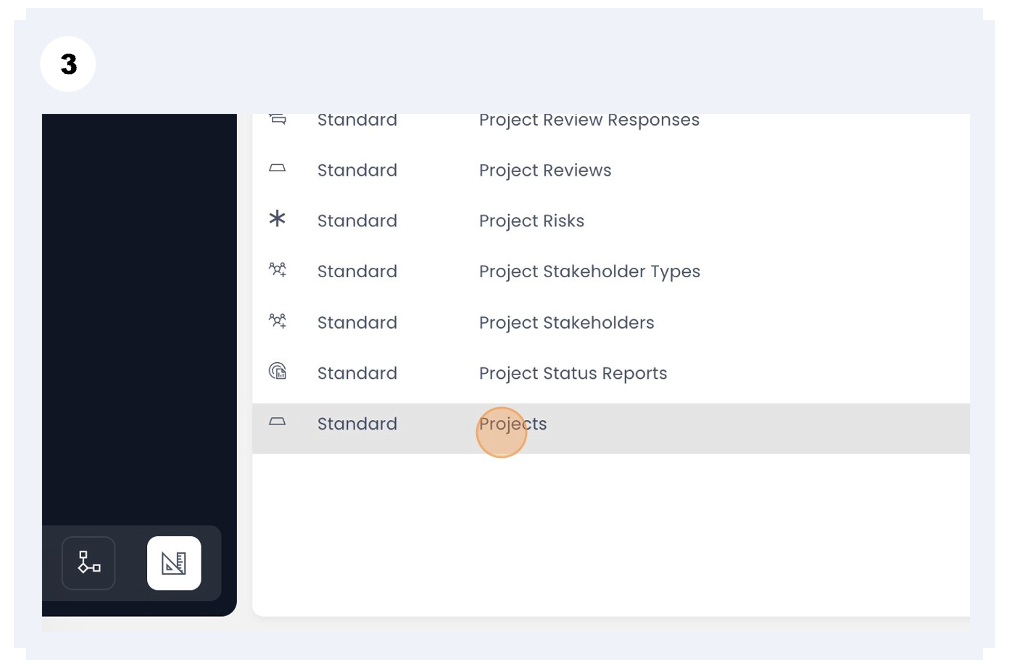 3
Standard Project Review Responses
Standard Project Reviews
Standard Project Risks
Standard Project Stakeholder Types
Standard Project Stakeholders
Standard Project Status Reports
Standard Projects